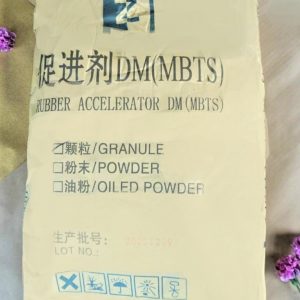 Z
促进剂DM(MBTS)
RUBBER ACCELERATOR DM (MBTS)
颗粒/GRANULE
粉末/POWDER
油粉/OILED POWDER
生产批号:
LOT NO.: